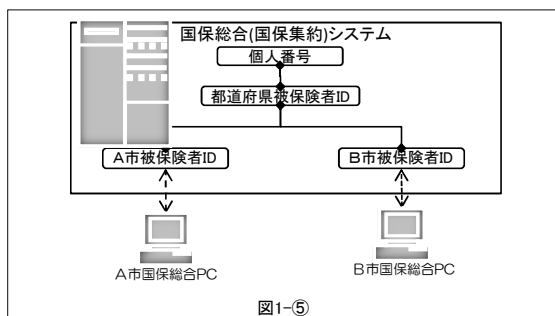 国保総合(国保集約)システム
個人番号
都道府県被保険者ID
A市被保険者ID
B市被保険者ID
A市国保総合PC
B市国保総合PC
図1-⑤